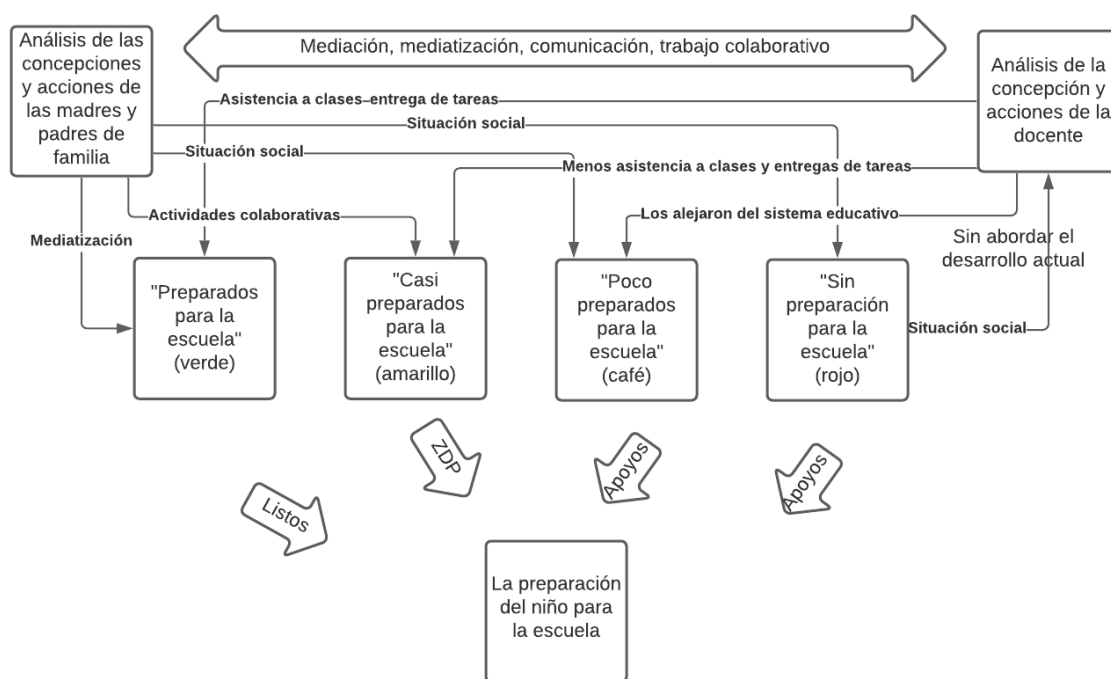 Análisis de las
concepciones
y acciones de
las madres y
padres de
familia
Mediación, mediatización, comunicación, trabajo colaborativo
Análisis de la
concepción y
acciones de la
docente
Asistencia a clases-entrega de tareas
Situación social
Situación social
Menos asistencia a clases y entregas de tareas
Actividades colaborativas
Los alejaron del sistema educativo
Mediatización
Sin abordar el
desarrollo actual
"Preparados
para la
escuela"
(verde)
"Casi
preparados
para la
escuela"
(amarillo)
"Poco
preparados
para la
escuela"
(café)
"Sin
preparación
para la
escuela"
(rojo)
Situación social
Listos
ZDP
Apoyos
Apoyos
La preparación
del niño para
la escuela